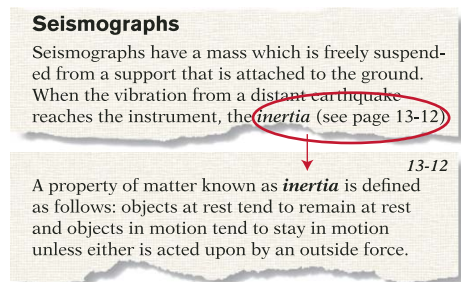 Seismographs
Seismographs have a mass which is freely suspend-
ed from a support that is attached to the ground.
When the vibration from a distant earthquake
reaches the instrument, the inertia (see page 13-12)
13-12
A property of matter known as inertia is defined
as follows: objects at rest tend to remain at rest
and objects in motion tend to stay in motion
unless either is acted upon by an outside force.